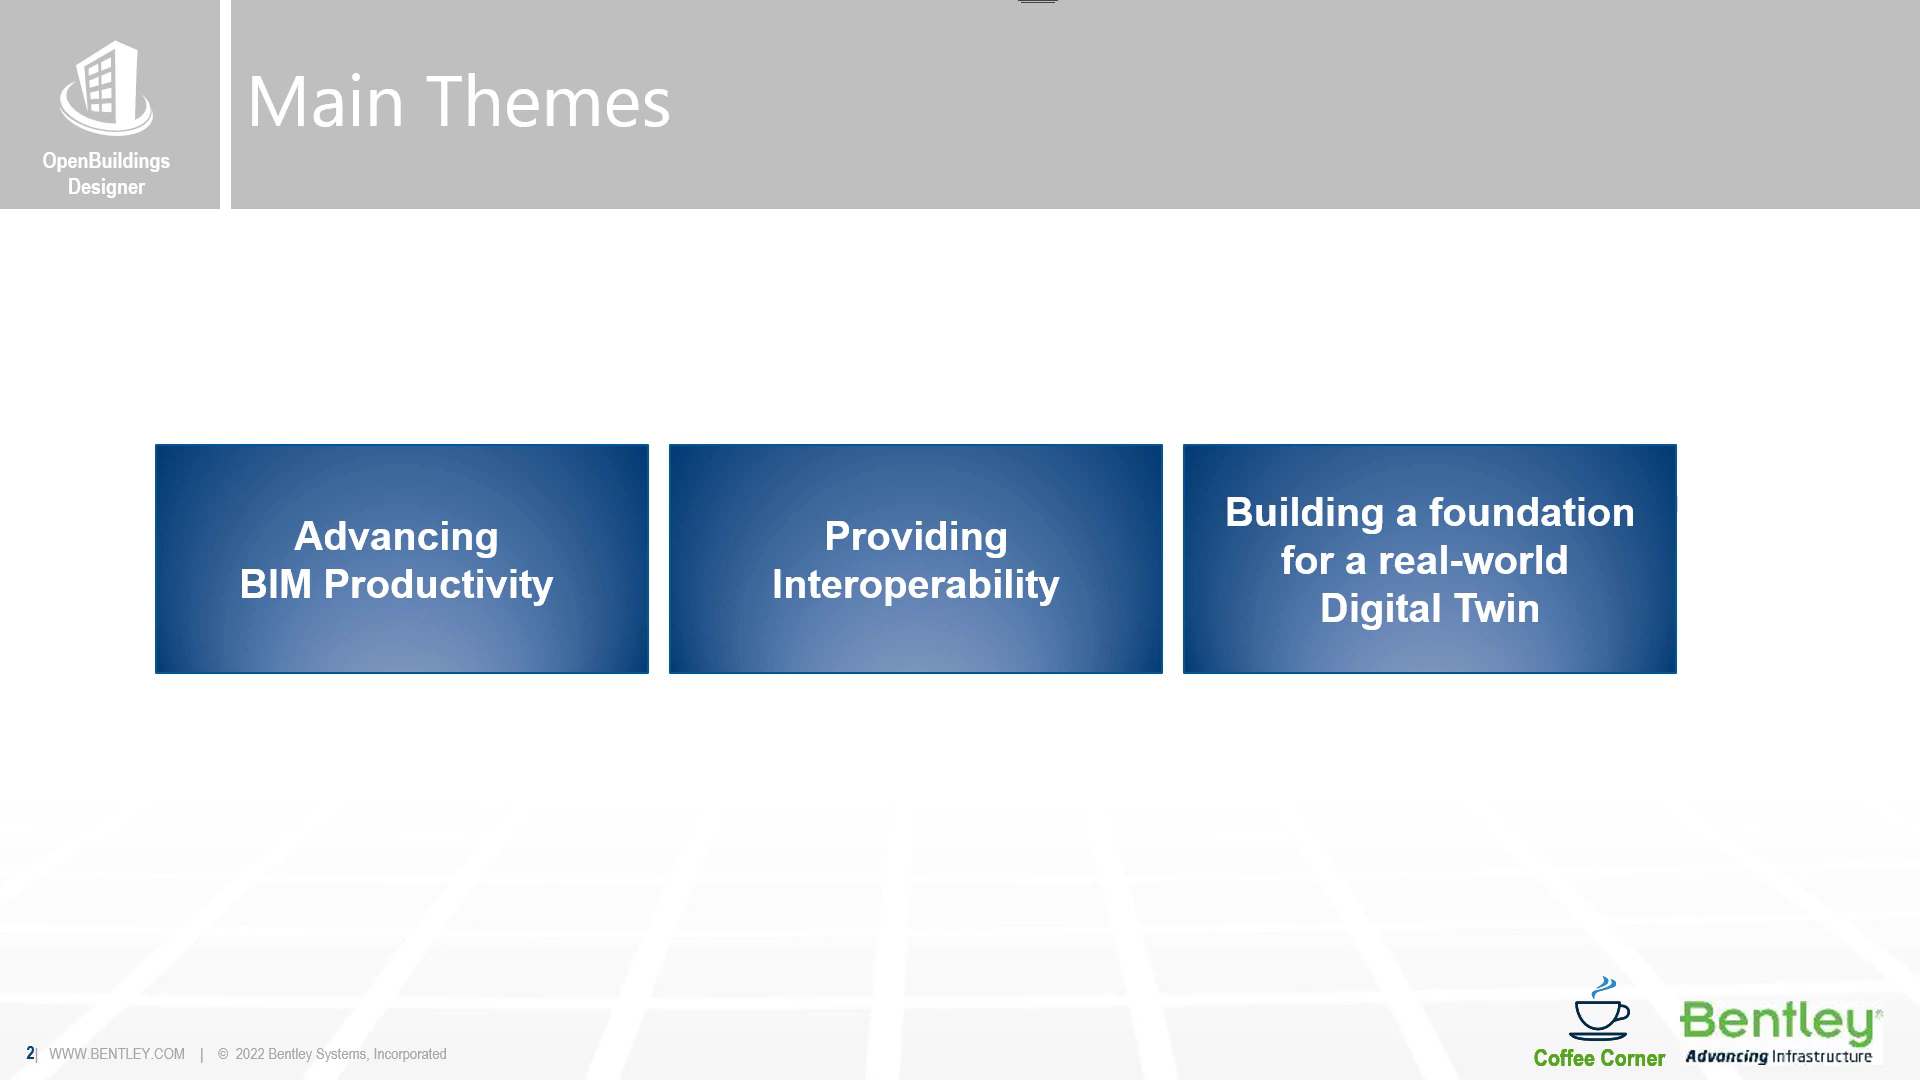 OpenBuildings
Designer
Main Themes
Advancing
BIM Productivity
Providing
Interoperability
Building a foundation
for a real-world
Digital Twin
2| WWW.BENTLEY.COM | © 2022 Bentley Systems, Incorporated
Coffee Corner
Bentley®
Advancing Infrastructure